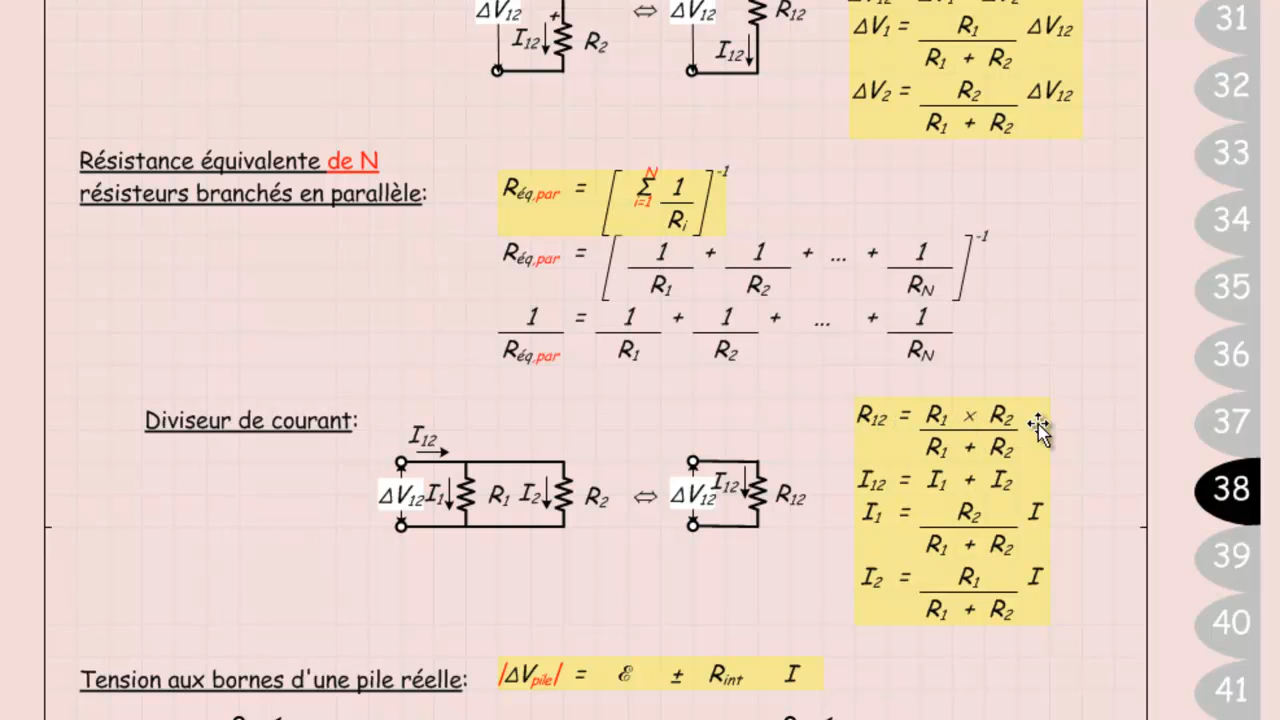 ΔV12 I12 + R2 ⇔ ΔV12 I12 R12
ΔV1 = R1 / (R1 + R2) ΔV12
ΔV2 = R2 / (R1 + R2) ΔV12
Résistance équivalente de N
résisteurs branchés en parallèle:
Réq,par = [ Σ i=1 N 1/Ri ]-1
Réq,par = [ 1/R1 + 1/R2 + ... + 1/RN ]-1
1/Réq,par = 1/R1 + 1/R2 + ... + 1/RN
Diviseur de courant:
I12
ΔV12 I1 R1 I2 R2 ⇔ ΔV12 I12 R12
R12 = R1 × R2 / (R1 + R2)
I12 = I1 + I2
I1 = R2 / (R1 + R2) I
I2 = R1 / (R1 + R2) I
Tension aux bornes d'une pile réelle:
|ΔVpile| = ℰ ± Rint I
31
32
33
34
35
36
37
38
39
40
41